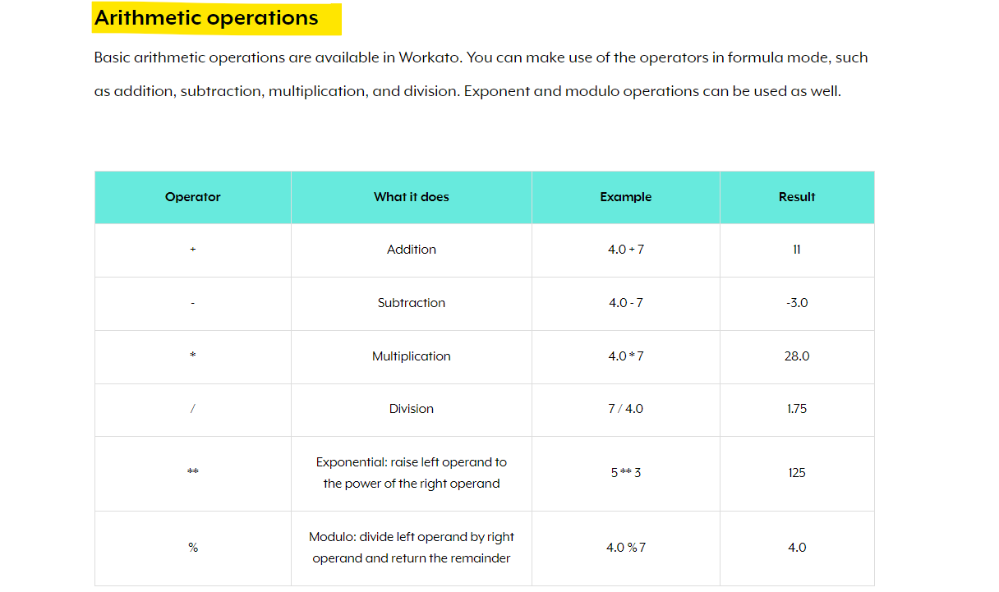 Arithmetic operations
Basic arithmetic operations are available in Workato. You can make use of the operators in formula mode, such
as addition, subtraction, multiplication, and division. Exponent and modulo operations can be used as well.
Operator What it does Example Result
+ Addition 4.0 + 7 11
- Subtraction 4.0 - 7 -3.0
* Multiplication 4.0 * 7 28.0
/ Division 7 / 4.0 1.75
** Exponential: raise left operand to
the power of the right operand 5 ** 3 125
% Modulo: divide left operand by right
operand and return the remainder 4.0 % 7 4.0